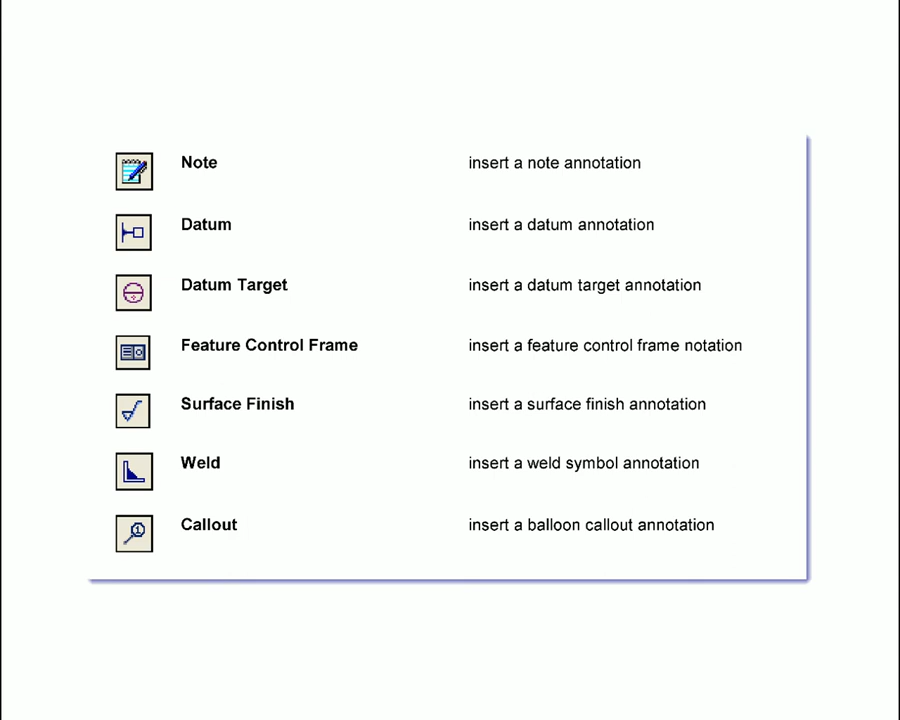 Note insert a note annotation
Datum insert a datum annotation
Datum Target insert a datum target annotation
Feature Control Frame insert a feature control frame notation
Surface Finish insert a surface finish annotation
Weld insert a weld symbol annotation
1
Callout insert a balloon callout annotation